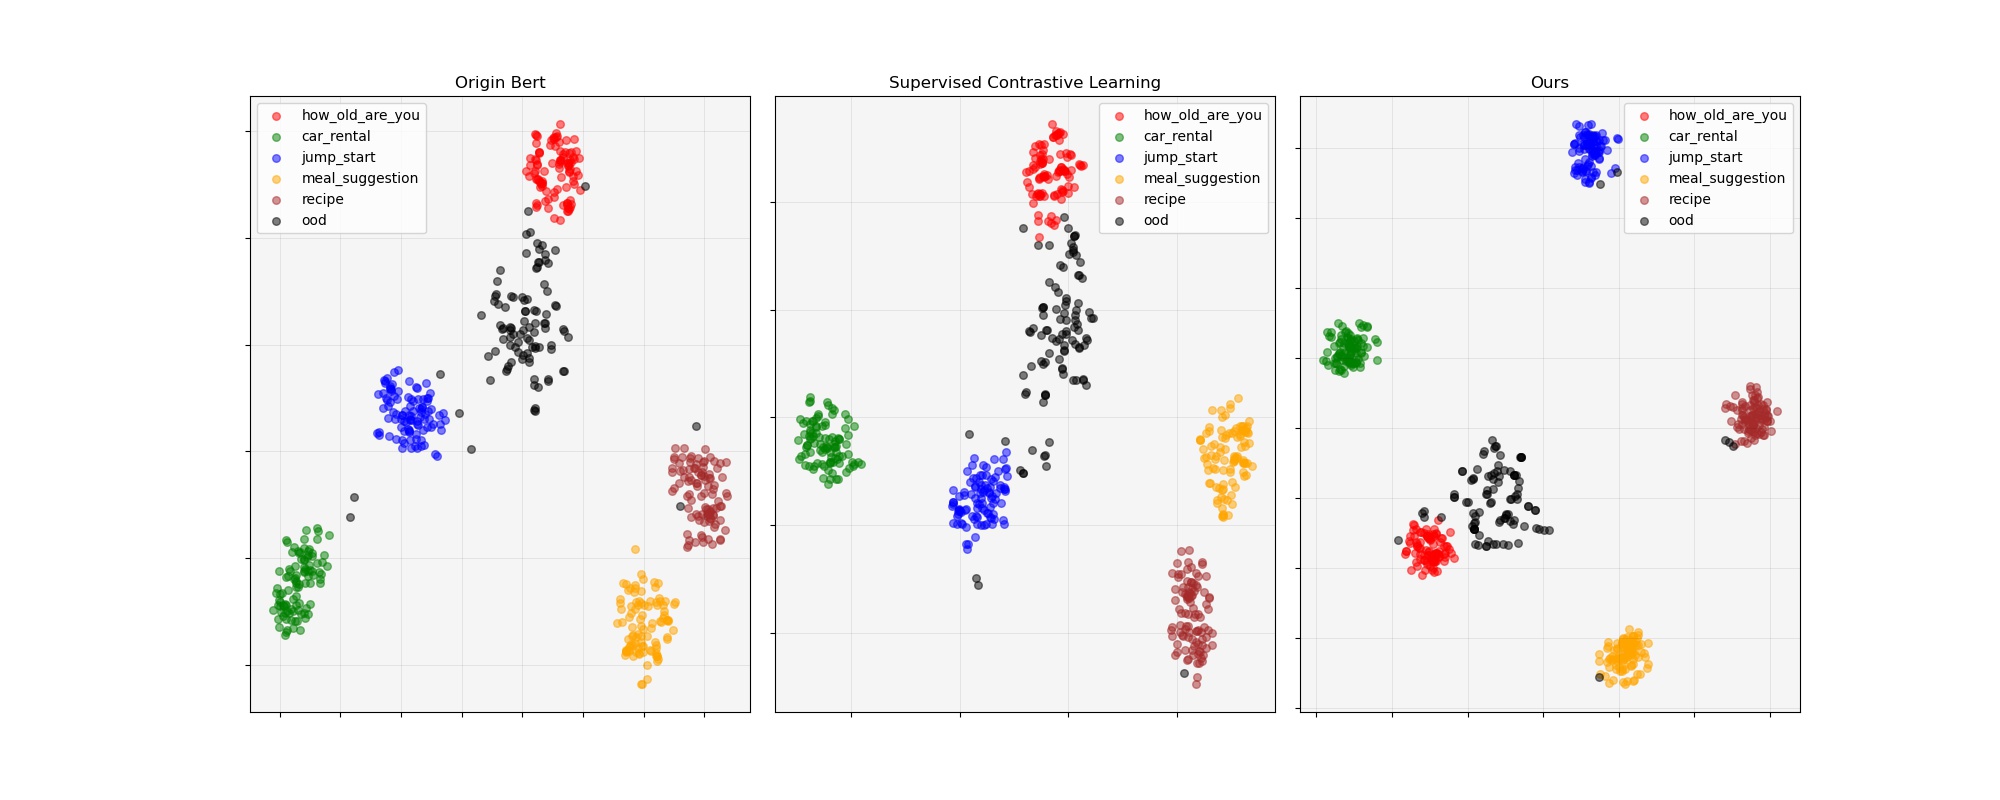 Origin Bert
how_old_are_you
car_rental
jump_start
meal_suggestion
recipe
ood
Supervised Contrastive Learning
how_old_are_you
car_rental
jump_start
meal_suggestion
recipe
ood
Ours
how_old_are_you
car_rental
jump_start
meal_suggestion
recipe
ood